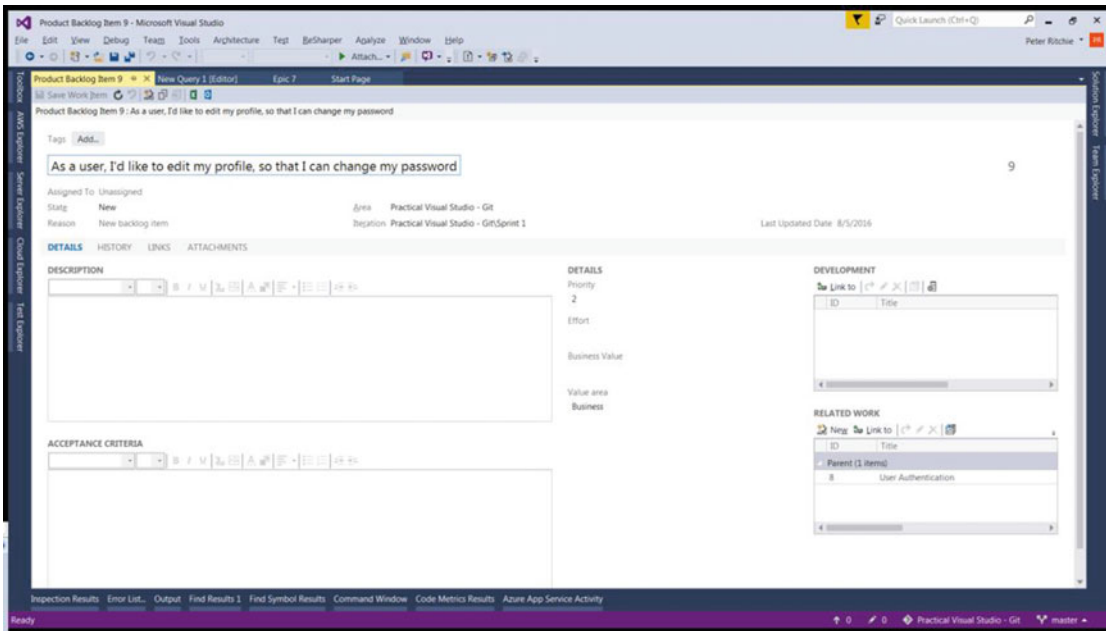 Product Backlog Item 9 - Microsoft Visual Studio
Quick Launch (Ctrl+Q)
File Edit View Debug Team Tools Architecture Test ReSharper Analyze Window Help
Peter Ritchie
Attach...
Product Backlog Item 9 New Query 1 [Editor] Epic 7 Start Page
Save Work Item
Product Backlog Item 9 : As a user, I'd like to edit my profile, so that I can change my password
Tags Add...
As a user, I'd like to edit my profile, so that I can change my password 9
Assigned To Unassigned
State New Area Practical Visual Studio - Git
Reason New backlog item Iteration Practical Visual Studio - Git\Sprint 1 Last Updated Date 8/5/2016
DETAILS HISTORY LINKS ATTACHMENTS
DESCRIPTION
DETAILS
Priority
2
Effort
Business Value
Value area
Business
DEVELOPMENT
Link to
ID Title
RELATED WORK
New Link to
ID Title
Parent (1 items)
8 User Authentication
ACCEPTANCE CRITERIA
Toolbox
AWS Explorer
Server Explorer
Cloud Explorer
Test Explorer
Solution Explorer
Team Explorer
Inspection Results Error List... Output Find Results 1 Find Symbol Results Command Window Code Metrics Results Azure App Service Activity
Ready 0 0 Practical Visual Studio - Git master